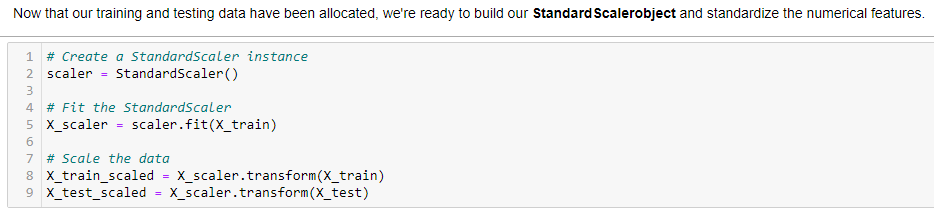 Now that our training and testing data have been allocated, we're ready to build our StandardScalerobject and standardize the numerical features.
1 # Create a StandardScaler instance
2 scaler = StandardScaler()
3
4 # Fit the StandardScaler
5 X_scaler = scaler.fit(X_train)
6
7 # Scale the data
8 X_train_scaled = X_scaler.transform(X_train)
9 X_test_scaled = X_scaler.transform(X_test)